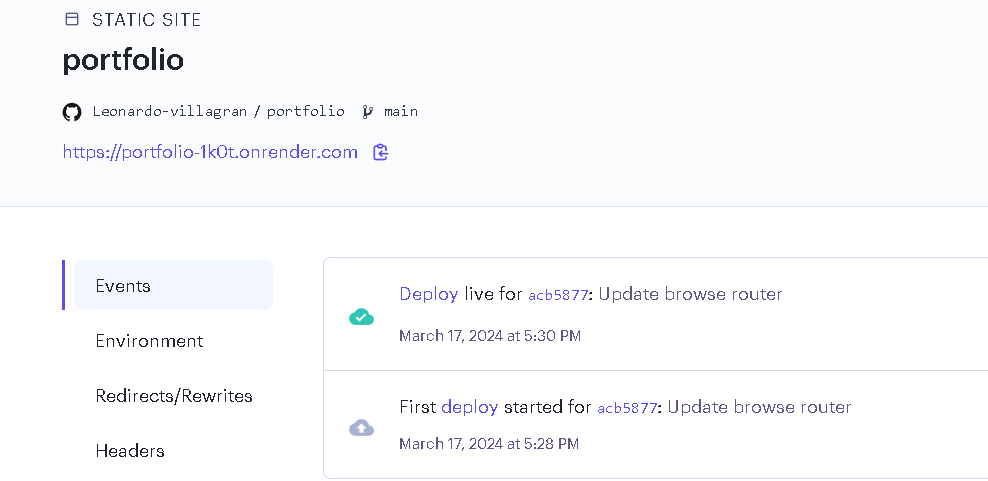 STATIC SITE
portfolio
Leonardo-villagran / portfolio main
https://portfolio-1k0t.onrender.com
Events
Environment
Redirects/Rewrites
Headers
Deploy live for acb5877: Update browse router
March 17, 2024 at 5:30 PM
First deploy started for acb5877: Update browse router
March 17, 2024 at 5:28 PM